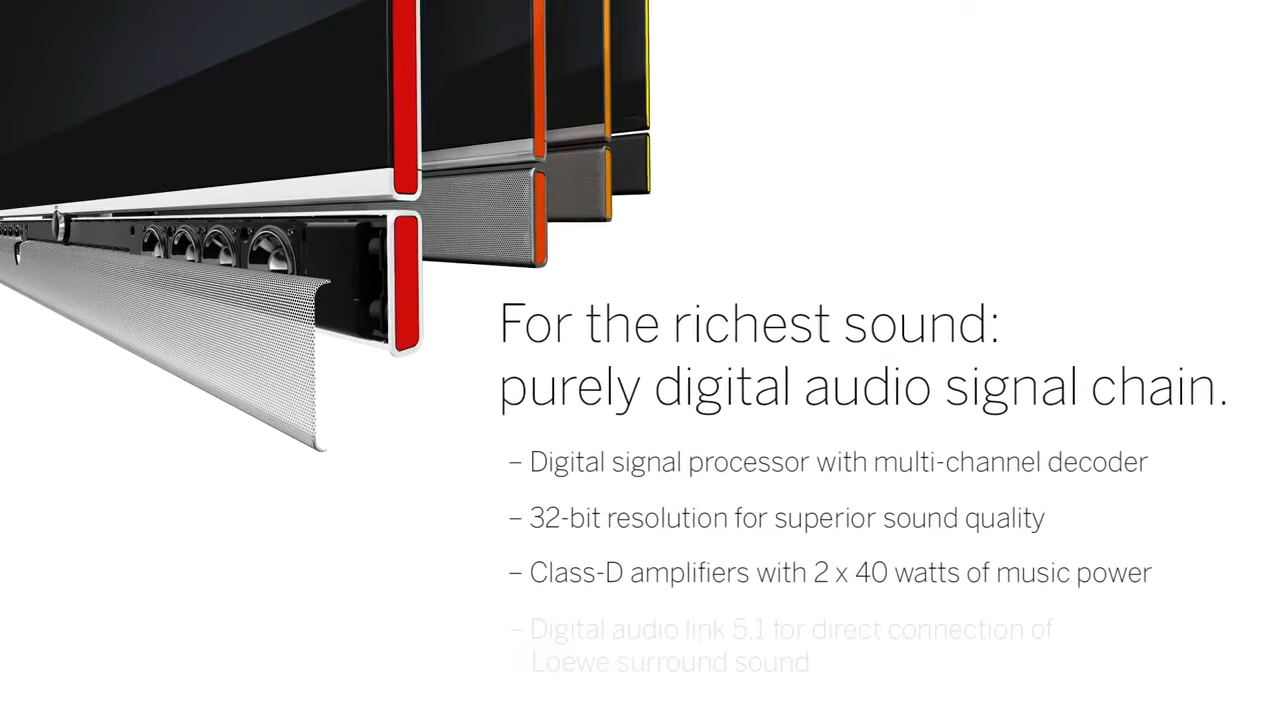 For the richest sound:
purely digital audio signal chain.
– Digital signal processor with multi-channel decoder
– 32-bit resolution for superior sound quality
– Class-D amplifiers with 2 x 40 watts of music power
– Digital audio link 5.1 for direct connection of
Loewe surround sound